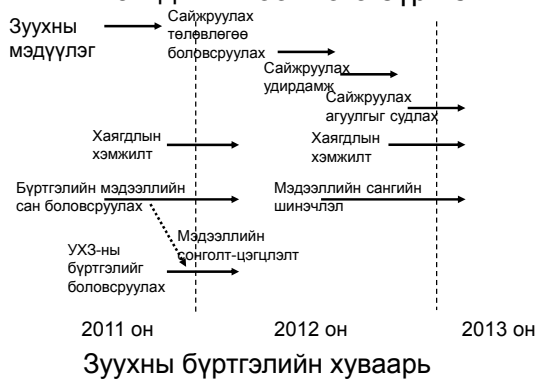 Зуухны
мэдүүлэг
Сайжруулах
төлөвлөгөө
боловсруулах
Сайжруулах
удирдамж
Сайжруулах
агуулгыг судлах
Хаягдлын
хэмжилт
Хаягдлын
хэмжилт
Бүртгэлийн мэдээллийн
сан боловсруулах
Мэдээллийн сангийн
шинэчлэл
УХЗ-ны
бүртгэлийг
боловсруулах
Мэдээллийн
сонголт-цэгцлэлт
2011 он
2012 он
2013 он
Зуухны бүртгэлийн хуваарь